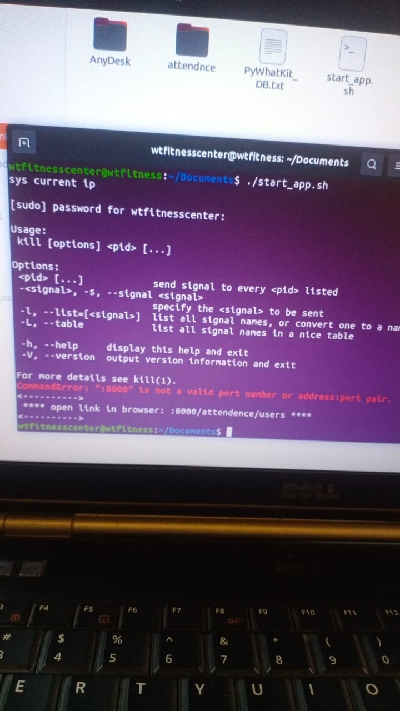 AnyDesk
attendnce
PyWhatKit_
DB.txt
start_app.
sh
wtfitnesscenter@wtfitness: ~/Documents
wtfitnesscenter@wtfitness:~/Documents$ ./start_app.sh
sys current ip
[sudo] password for wtfitnesscenter:
Usage:
kill [options] <pid> [...]
Options:
<pid> [...] send signal to every <pid> listed
-<signal>, -s, --signal <signal>
specify the <signal> to be sent
-l, --list=[<signal>] list all signal names, or convert one to a
-L, --table list all signal names in a nice table
-h, --help display this help and exit
-V, --version output version information and exit
For more details see kill(1).
CommandError: ":8000" is not a valid port number or address:port pair.
<---------->
**** open link in browser: :8000/attendence/users ****
<---------->
wtfitnesscenter@wtfitness:~/Documents$
DELL
F4 F5 F6 F7 F8 F9 F10 F11 F12
# $ % ^ & * ( )
3 4 5 6 7 8 9 0
E R T Y U I O